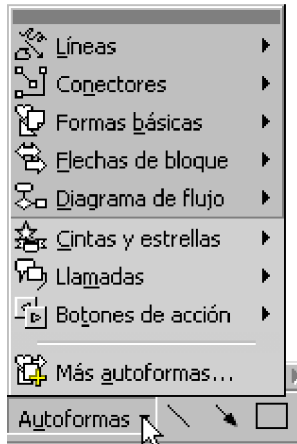 Líneas
Conectores
Formas básicas
Flechas de bloque
Diagrama de flujo
Cintas y estrellas
Llamadas
Botones de acción
Más autoformas...
Autoformas